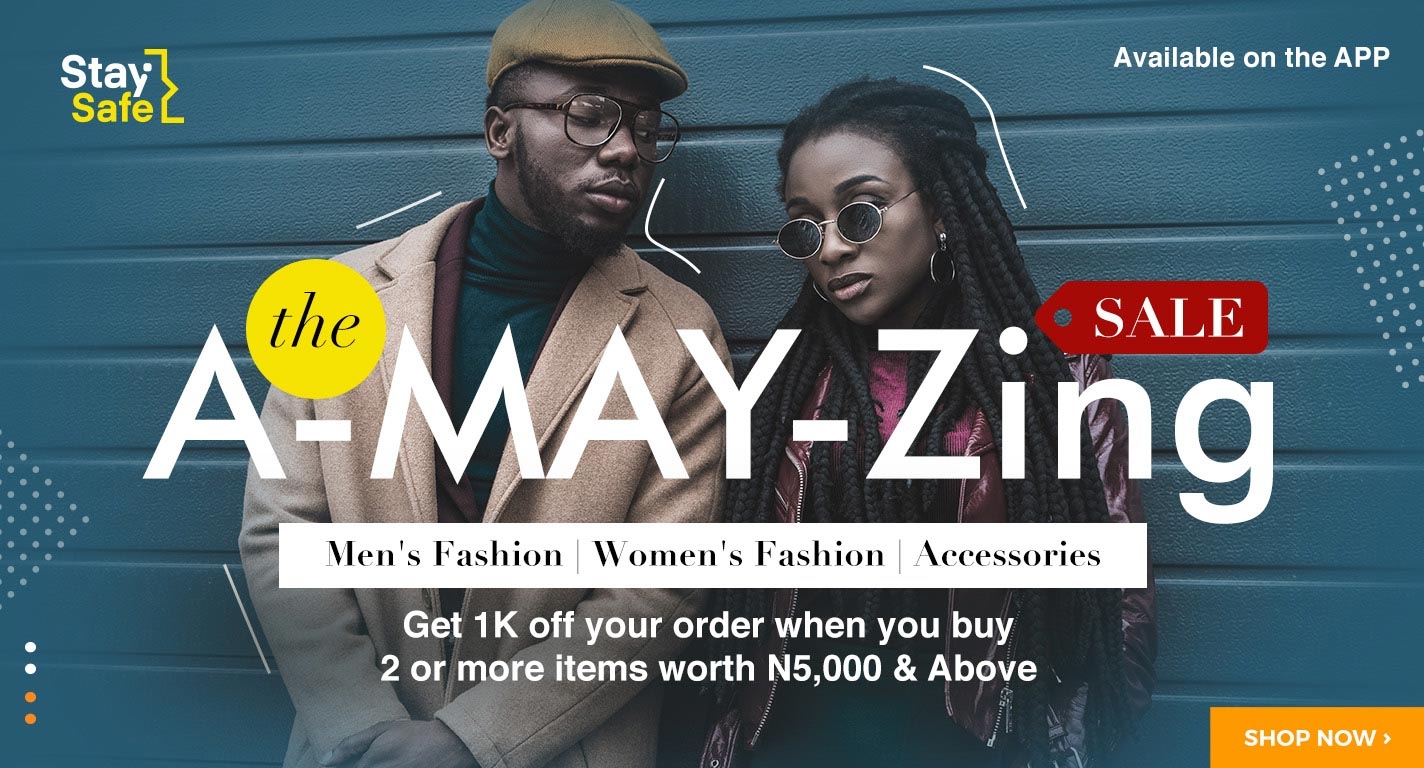 Stay
Safe
Available on the APP
the
SALE
A-MAY-Zing
Men's Fashion | Women's Fashion | Accessories
Get 1K off your order when you buy
2 or more items worth N5,000 & Above
SHOP NOW ›